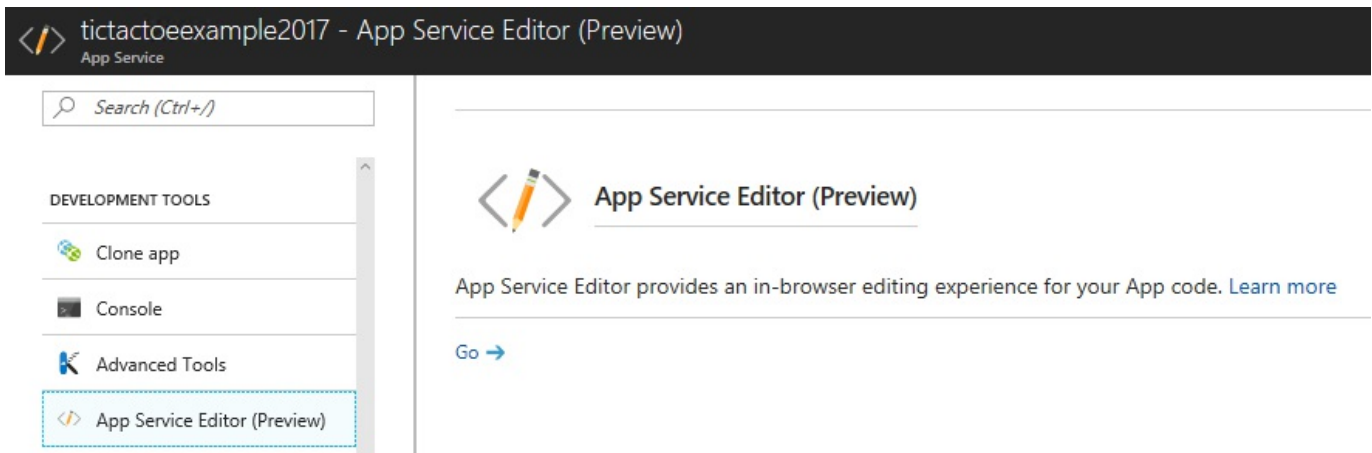 tictactoeexample2017 - App Service Editor (Preview)
App Service
Search (Ctrl+/)
DEVELOPMENT TOOLS
Clone app
Console
Advanced Tools
App Service Editor (Preview)
App Service Editor (Preview)
App Service Editor provides an in-browser editing experience for your App code. Learn more
Go →